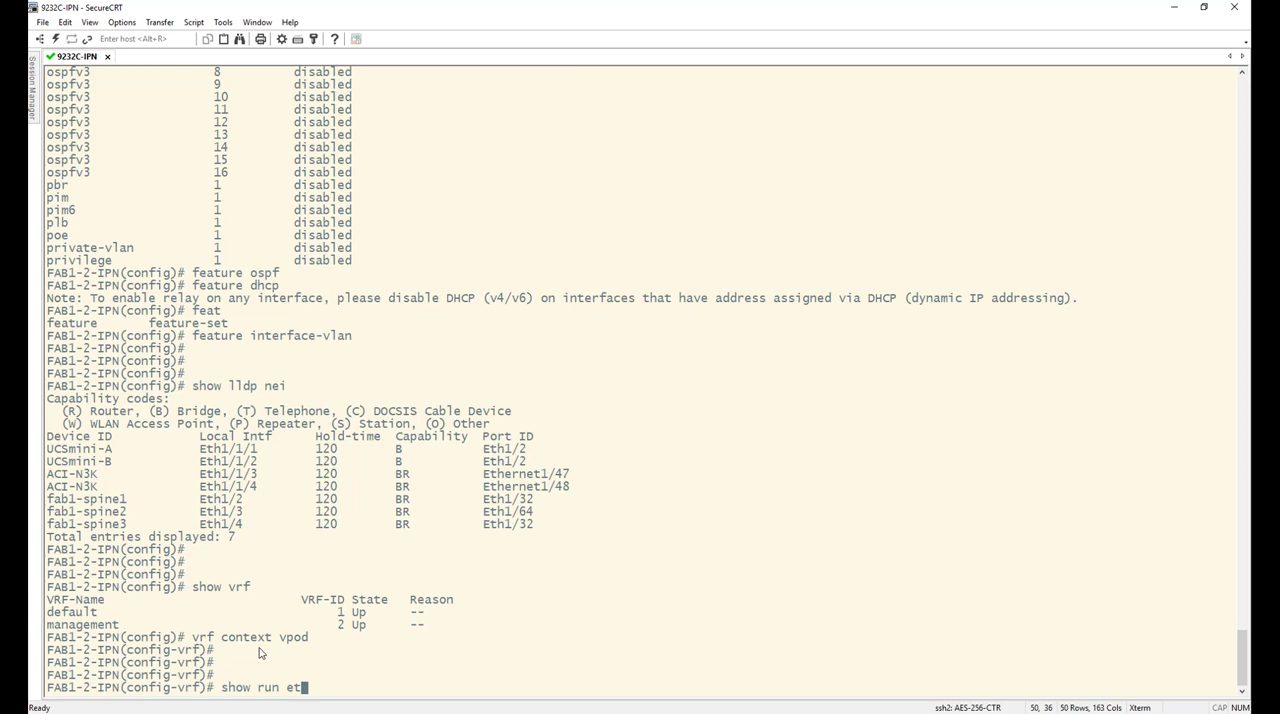 9232C-IPN - SecureCRT
File Edit View Options Transfer Script Tools Window Help
Enter host <Alt+R>
9232C-IPN
Session Manager
ospfv3 8 disabled
ospfv3 9 disabled
ospfv3 10 disabled
ospfv3 11 disabled
ospfv3 12 disabled
ospfv3 13 disabled
ospfv3 14 disabled
ospfv3 15 disabled
ospfv3 16 disabled
pbr 1 disabled
pim 1 disabled
pim6 1 disabled
plb 1 disabled
poe 1 disabled
private-vlan 1 disabled
privilege 1 disabled
FAB1-2-IPN(config)# feature ospf
FAB1-2-IPN(config)# feature dhcp
Note: To enable relay on any interface, please disable DHCP (v4/v6) on interfaces that have address assigned via DHCP (dynamic IP addressing).
FAB1-2-IPN(config)# feat
feature feature-set
FAB1-2-IPN(config)# feature interface-vlan
FAB1-2-IPN(config)#
FAB1-2-IPN(config)#
FAB1-2-IPN(config)#
FAB1-2-IPN(config)# show lldp nei
Capability codes:
(R) Router, (B) Bridge, (T) Telephone, (C) DOCSIS Cable Device
(W) WLAN Access Point, (P) Repeater, (S) Station, (O) Other
Device ID Local Intf Hold-time Capability Port ID
UCSmini-A Eth1/1/1 120 B Eth1/2
UCSmini-B Eth1/1/2 120 B Eth1/2
ACI-N3K Eth1/1/3 120 BR Ethernet1/47
ACI-N3K Eth1/1/4 120 BR Ethernet1/48
fab1-spine1 Eth1/2 120 BR Eth1/32
fab1-spine2 Eth1/3 120 BR Eth1/64
fab1-spine3 Eth1/4 120 BR Eth1/32
Total entries displayed: 7
FAB1-2-IPN(config)#
FAB1-2-IPN(config)#
FAB1-2-IPN(config)#
FAB1-2-IPN(config)# show vrf
VRF-Name VRF-ID State Reason
default 1 Up --
management 2 Up --
FAB1-2-IPN(config)# vrf context vpod
FAB1-2-IPN(config-vrf)#
FAB1-2-IPN(config-vrf)#
FAB1-2-IPN(config-vrf)#
FAB1-2-IPN(config-vrf)# show run et
Ready ssh2: AES-256-CTR 50, 36 50 Rows, 163 Cols Xterm CAP NUM